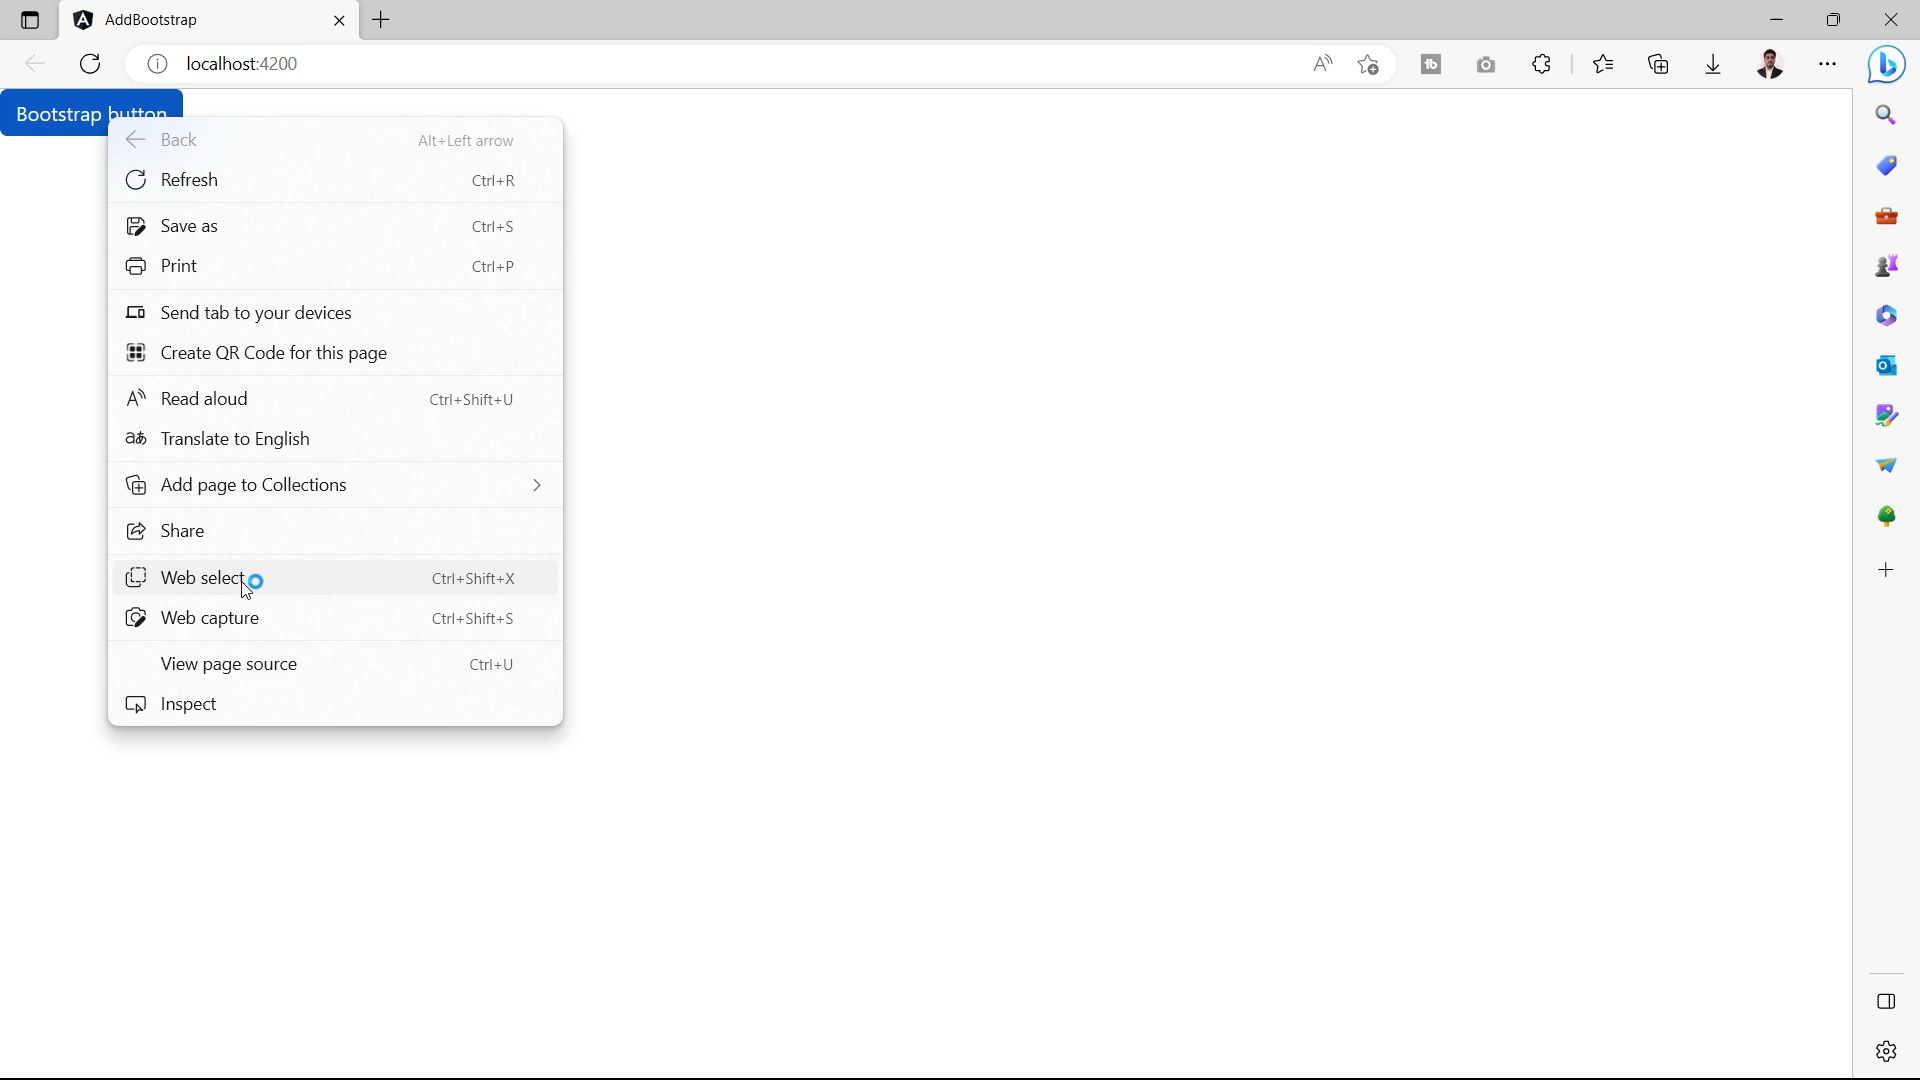 AddBootstrap
localhost:4200
Bootstrap button
Back Alt+Left arrow
Refresh Ctrl+R
Save as Ctrl+S
Print Ctrl+P
Send tab to your devices
Create QR Code for this page
Read aloud Ctrl+Shift+U
Translate to English
Add page to Collections
Share
Web select Ctrl+Shift+X
Web capture Ctrl+Shift+S
View page source Ctrl+U
Inspect